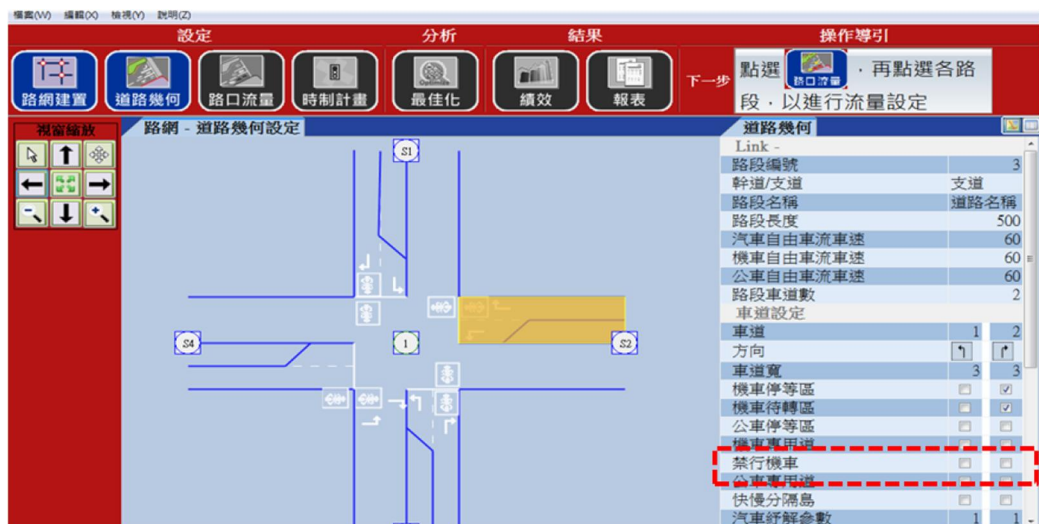 檔案(W) 編輯(X) 檢視(Y) 說明(Z)
設定 分析 結果 操作導引
路網建置 道路幾何 路口流量 時制計畫 最佳化 績效 報表 下一步
點選 路口流量 ，再點選各路
段，以進行流量設定
視窗縮放
路網 - 道路幾何設定
S1
S4
1
S2
道路幾何
Link -
路段編號 3
幹道/支道 支道
路段名稱 道路名稱
路段長度 500
汽車自由車流車速 60
機車自由車流車速 60
公車自由車流車速 60
路段車道數 2
車道設定
車道 1 2
方向
車道寬 3 3
機車停等區
機車待轉區
公車停等區
機車專用道
禁行機車
公車專用道
快慢分隔島
汽車紓解參數 1 1